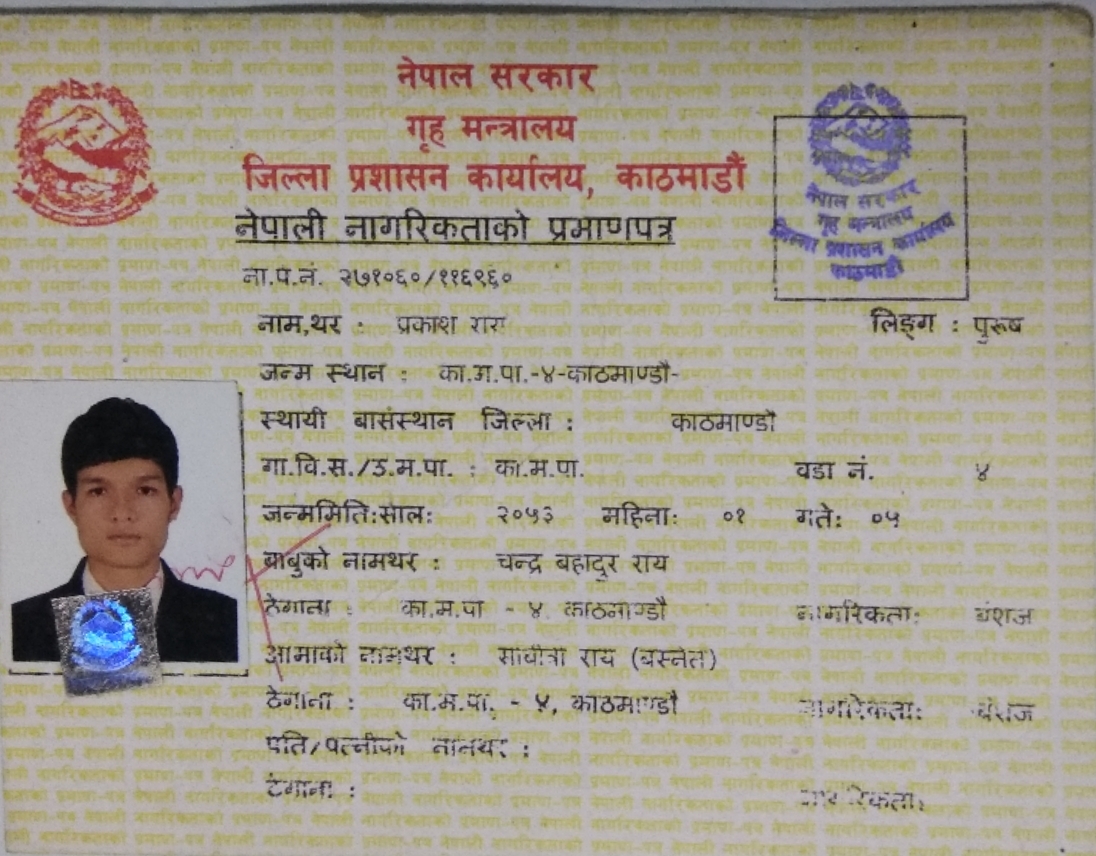 नेपाल सरकार
गृह मन्त्रालय
जिल्ला प्रशासन कार्यालय, काठमाडौं
नेपाली नागरिकताको प्रमाणपत्र
नेपाल सरकार
गृह मन्त्रालय
जिल्ला प्रशासन कार्यालय
काठमाडौं
ना.प.नं. २७१०६०/११६९६०
नाम,थर : प्रकाश राय लिङ्ग : पुरूष
जन्म स्थान : का.म.पा.-४-काठमाण्डौ-
स्थायी बासंस्थान जिल्ला : काठमाण्डौ
गा.वि.स./उ.म.पा. : का.म.पा. वडा नं. ४
जन्ममिति:साल: २०५३ महिना: ०१ गते: ०५
बाबुको नामथर : चन्द्र बहादुर राय
ठेगाना : का.म.पा - ४, काठमाण्डौ नागरिकता: बंशज
आमाको नामथर : सावित्रा राय (बस्नेत)
ठेगाना : का.म.पा. - ४, काठमाण्डौ नागरिकता: बंशज
पति/पत्नीको नामथर :
ठेगाना : नागरिकता: